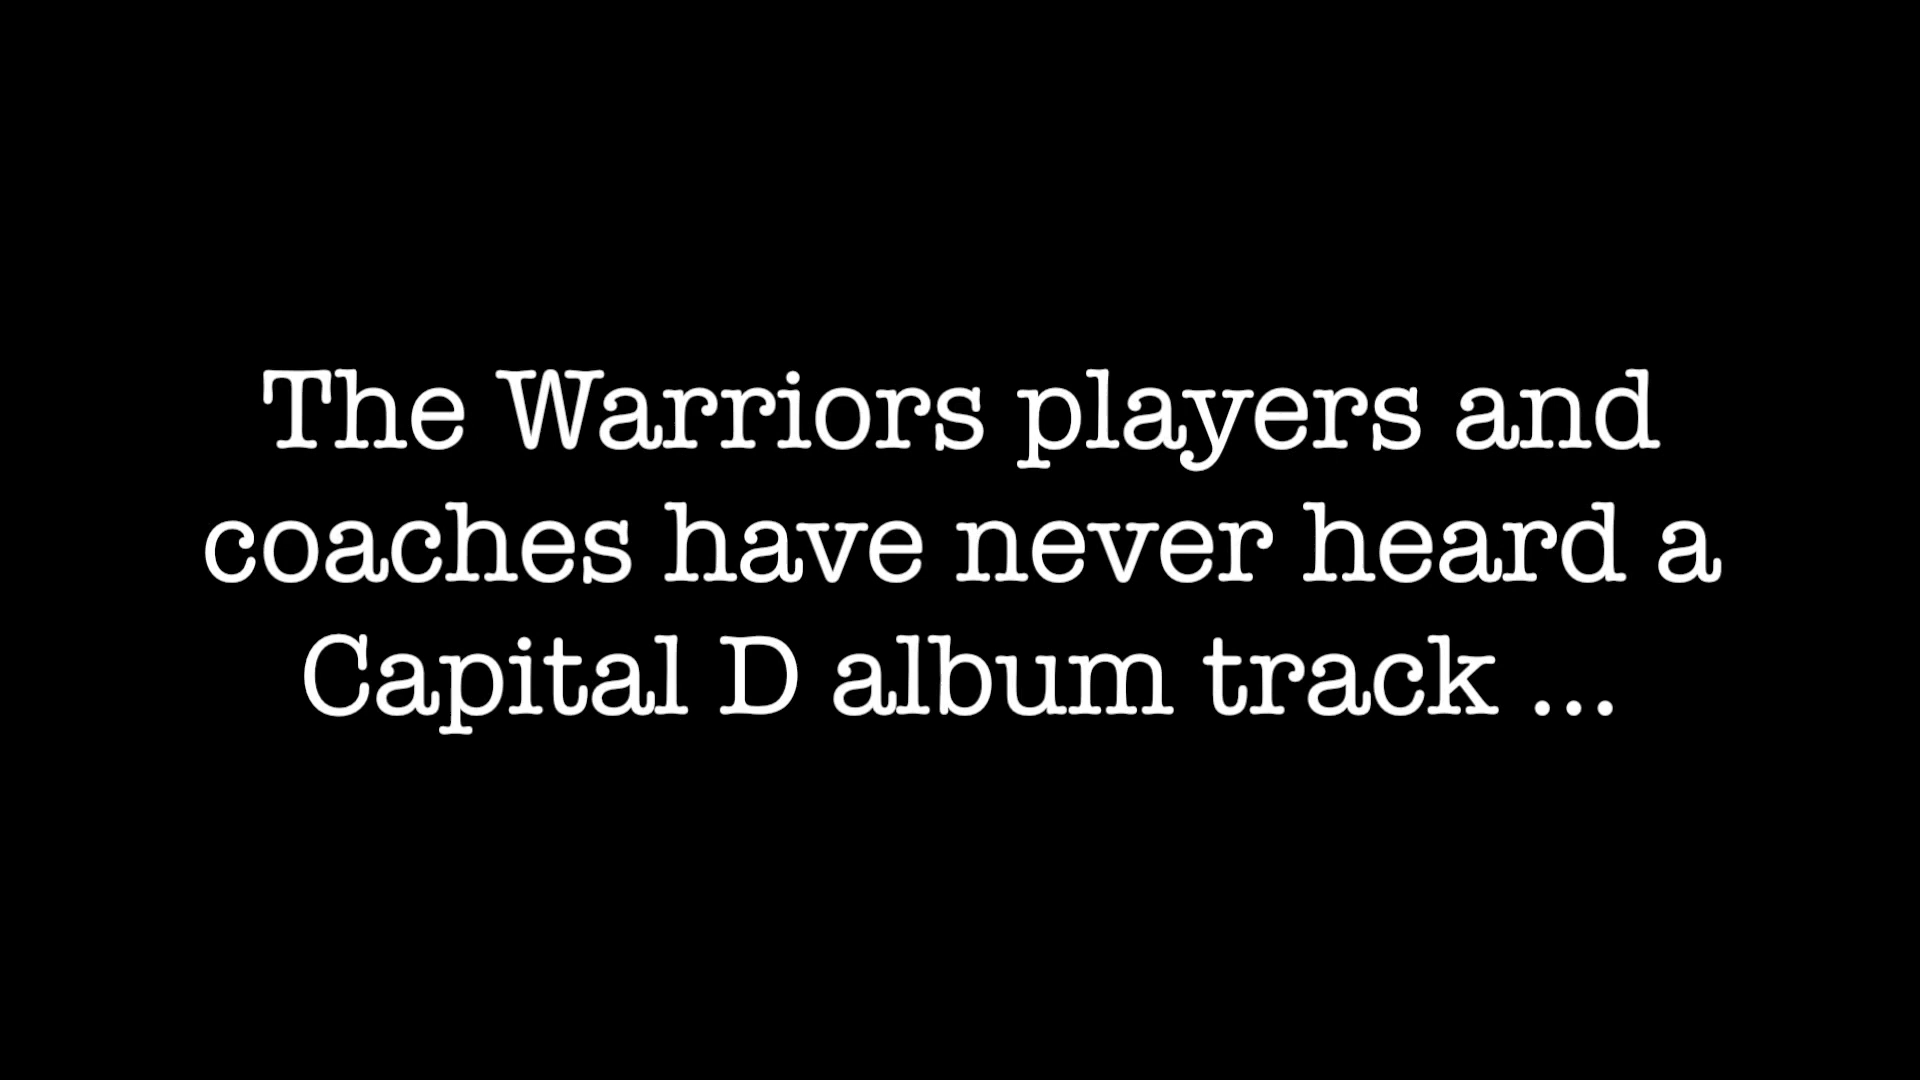 The Warriors players and
coaches have never heard a
Capital D album track ...